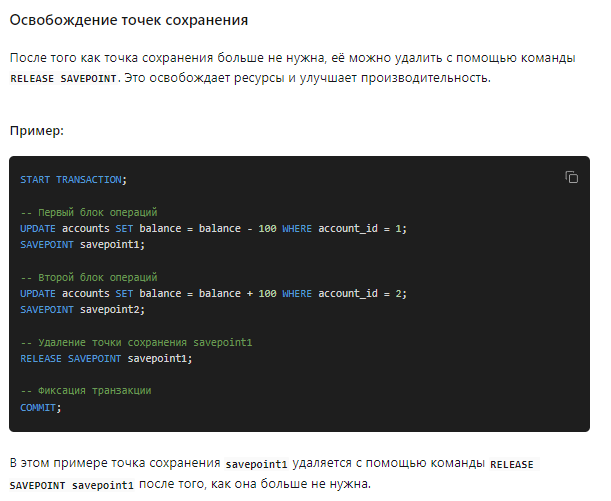 Освобождение точек сохранения
После того как точка сохранения больше не нужна, её можно удалить с помощью команды
RELEASE SAVEPOINT. Это освобождает ресурсы и улучшает производительность.
Пример:
START TRANSACTION;
-- Первый блок операций
UPDATE accounts SET balance = balance - 100 WHERE account_id = 1;
SAVEPOINT savepoint1;
-- Второй блок операций
UPDATE accounts SET balance = balance + 100 WHERE account_id = 2;
SAVEPOINT savepoint2;
-- Удаление точки сохранения savepoint1
RELEASE SAVEPOINT savepoint1;
-- Фиксация транзакции
COMMIT;
В этом примере точка сохранения savepoint1 удаляется с помощью команды RELEASE
SAVEPOINT savepoint1 после того, как она больше не нужна.